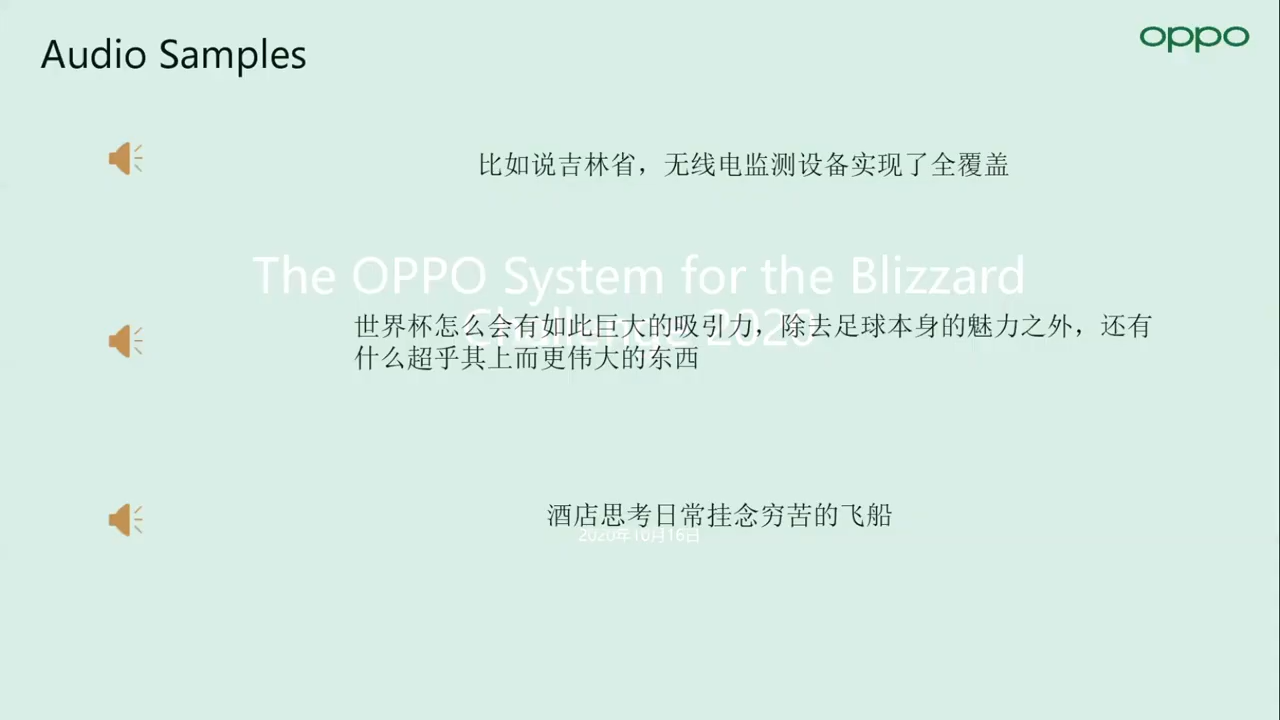 Audio Samples
oppo
比如说吉林省，无线电监测设备实现了全覆盖
The OPPO System for the Blizzard
Challenge 2020
世界杯怎么会有如此巨大的吸引力，除去足球本身的魅力之外，还有
什么超乎其上而更伟大的东西
酒店思考日常挂念穷苦的飞船
2020年10月16日